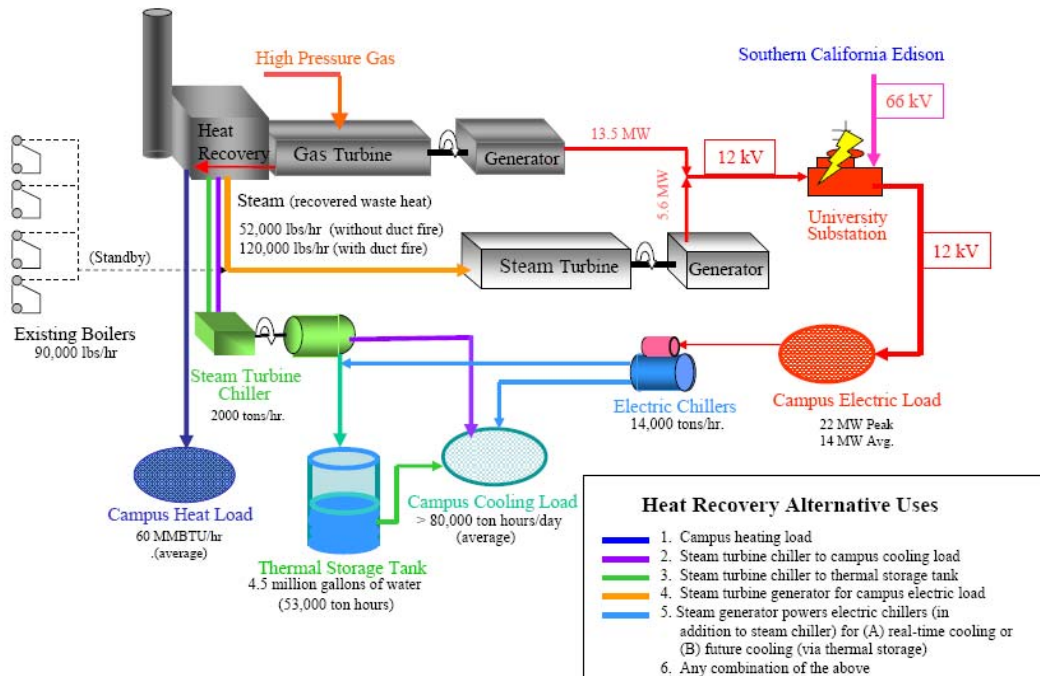 High Pressure Gas
Southern California Edison
66 kV
Heat
Recovery
Gas Turbine
Generator
13.5 MW
12 kV
5.6 MW
University
Substation
12 kV
Steam (recovered waste heat)
52,000 lbs/hr (without duct fire)
120,000 lbs/hr (with duct fire)
(Standby)
Steam Turbine
Generator
Existing Boilers
90,000 lbs/hr
Steam Turbine
Chiller
2000 tons/hr.
Electric Chillers
14,000 tons/hr.
Campus Electric Load
22 MW Peak
14 MW Avg.
Campus Heat Load
60 MMBTU/hr
.(average)
Campus Cooling Load
> 80,000 ton hours/day
(average)
Thermal Storage Tank
4.5 million gallons of water
(53,000 ton hours)
Heat Recovery Alternative Uses
1. Campus heating load
2. Steam turbine chiller to campus cooling load
3. Steam turbine chiller to thermal storage tank
4. Steam turbine generator for campus electric load
5. Steam generator powers electric chillers (in
addition to steam chiller) for (A) real-time cooling or
(B) future cooling (via thermal storage)
6. Any combination of the above